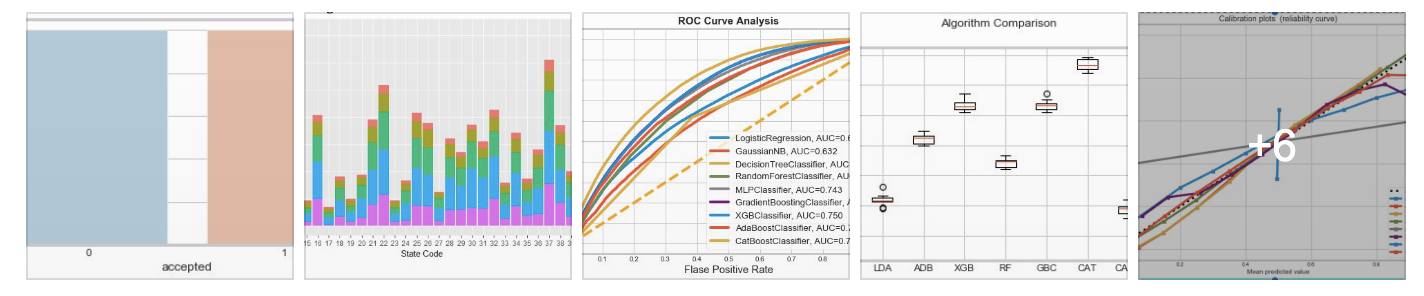 0 1
accepted
16 17 18 19 20 21 22 23 24 25 26 27 28 29 30 31 32 33 34 35 36 37 38
State Code
ROC Curve Analysis
LogisticRegression, AUC=0.6
GaussianNB, AUC=0.632
DecisionTreeClassifier, AUC
RandomForestClassifier, AU
MLPClassifier, AUC=0.743
GradientBoostingClassifier, A
XGBClassifier, AUC=0.750
AdaBoostClassifier, AUC=0.7
CatBoostClassifier, AUC=0.7
0.1 0.2 0.3 0.4 0.5 0.6 0.7 0.8
Flase Positive Rate
Algorithm Comparison
LDA ADB XGB RF GBC CAT CA
Calibration plots (reliability curve)
+6
0.2 0.4 0.6 0.8
Mean predicted value